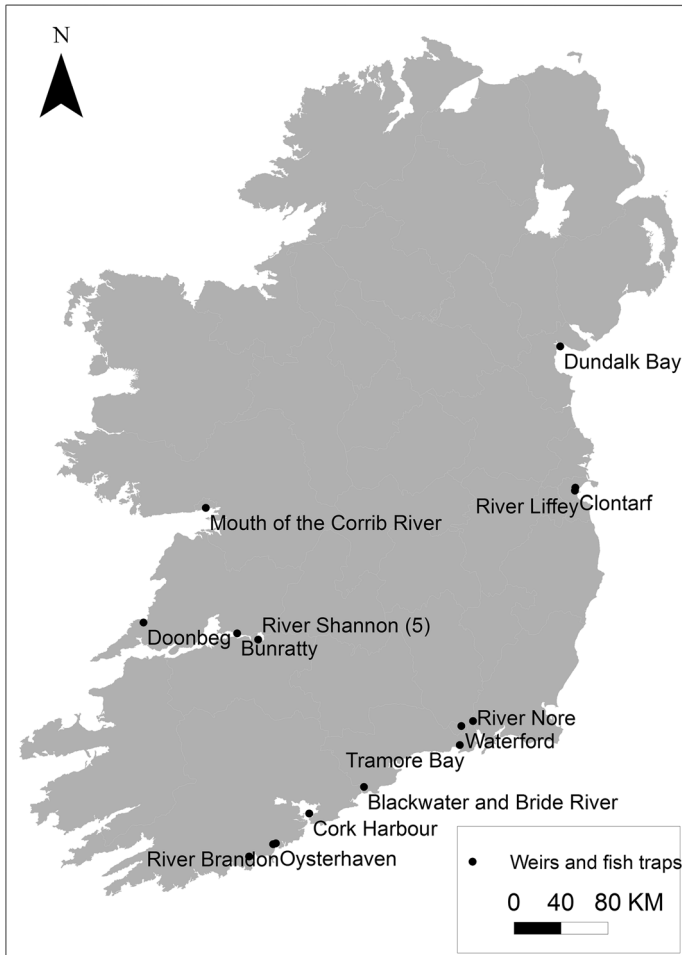 N
Dundalk Bay
River Liffey
Clontarf
Mouth of the Corrib River
River Shannon (5)
Doonbeg
Bunratty
River Nore
Waterford
Tramore Bay
Blackwater and Bride River
Cork Harbour
River Brandon
Oysterhaven
Weirs and fish traps
0 40 80 KM